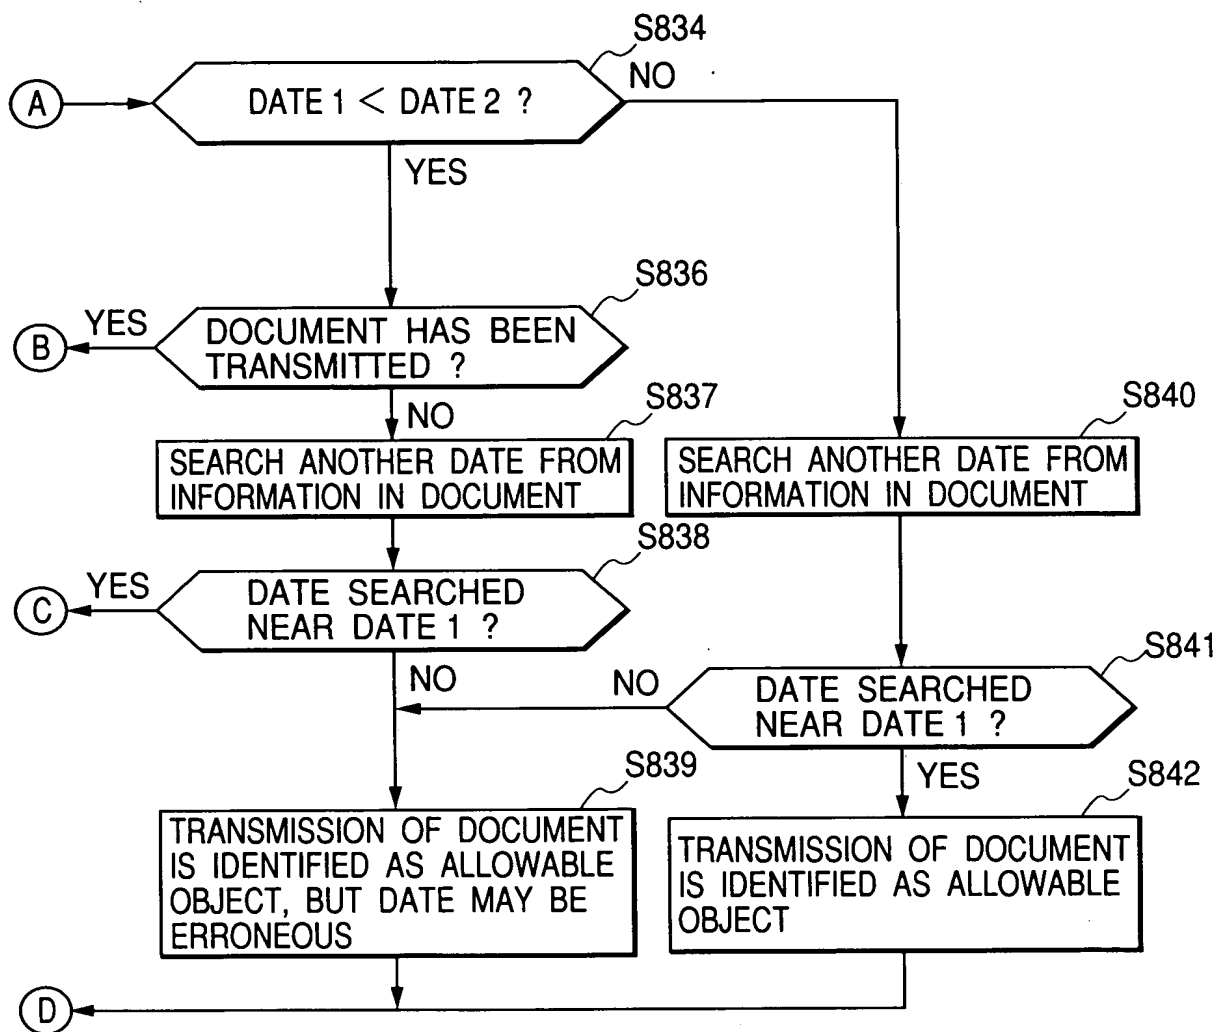 S834
A
DATE 1 < DATE 2 ?
NO
YES
S836
B
YES
DOCUMENT HAS BEEN
TRANSMITTED ?
NO
S837
SEARCH ANOTHER DATE FROM
INFORMATION IN DOCUMENT
S840
SEARCH ANOTHER DATE FROM
INFORMATION IN DOCUMENT
S838
C
YES
DATE SEARCHED
NEAR DATE 1 ?
NO
S841
NO
DATE SEARCHED
NEAR DATE 1 ?
YES
S839
TRANSMISSION OF DOCUMENT
IS IDENTIFIED AS ALLOWABLE
OBJECT, BUT DATE MAY BE
ERRONEOUS
S842
TRANSMISSION OF DOCUMENT
IS IDENTIFIED AS ALLOWABLE
OBJECT
D